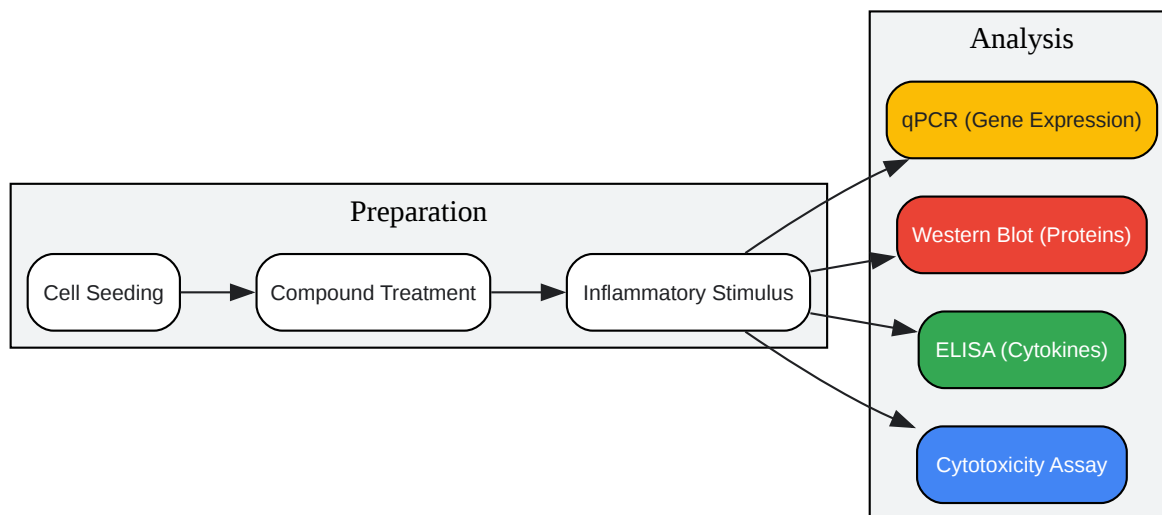 Preparation
Cell Seeding
Compound Treatment
Inflammatory Stimulus
Analysis
qPCR (Gene Expression)
Western Blot (Proteins)
ELISA (Cytokines)
Cytotoxicity Assay